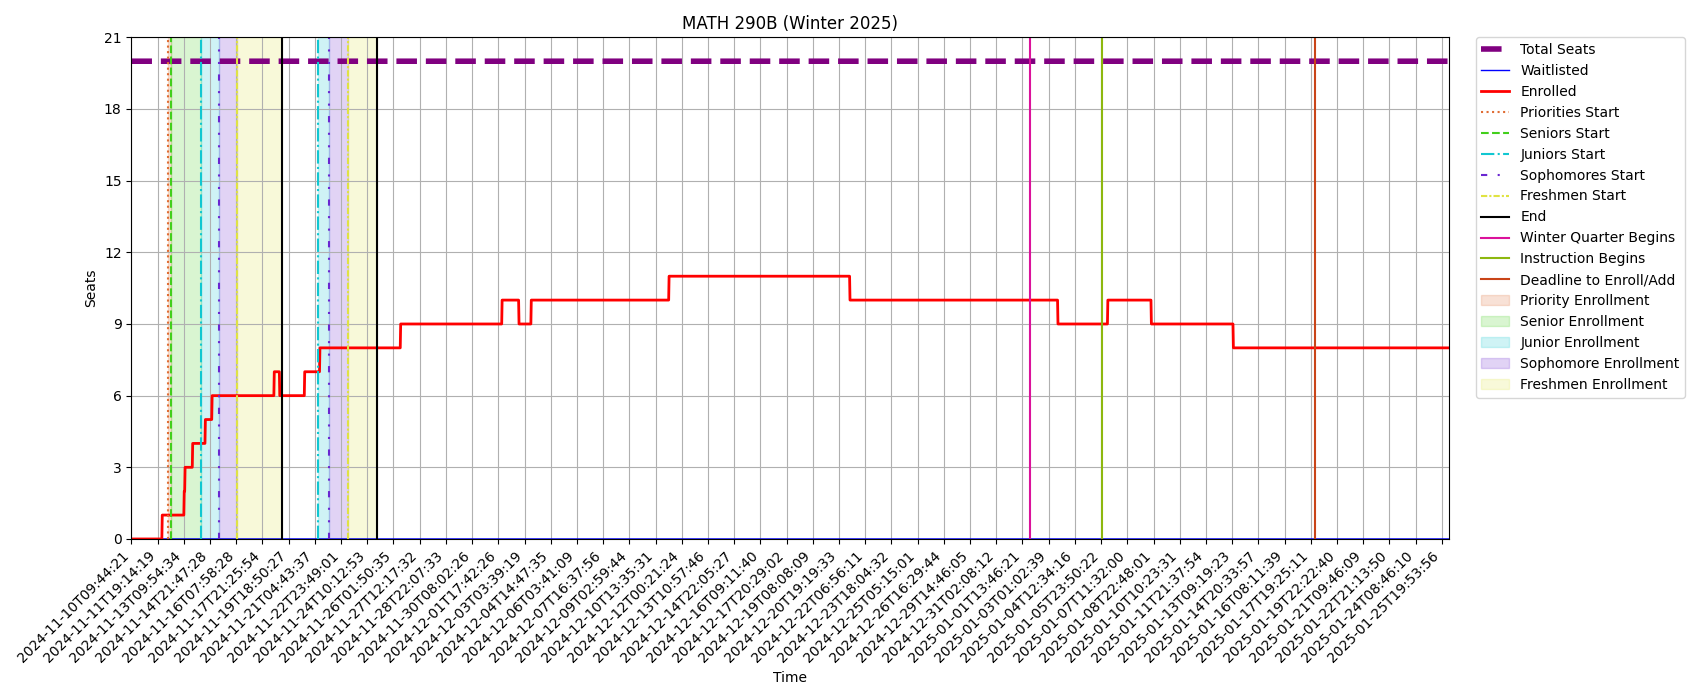 MATH 290B (Winter 2025)
21
18
15
12
9
6
3
0
Seats
2024-11-10T09:44:21
2024-11-11T19:14:19
2024-11-13T09:54:34
2024-11-14T21:47:28
2024-11-16T07:58:28
2024-11-17T21:25:54
2024-11-19T18:50:27
2024-11-21T04:43:37
2024-11-22T23:49:01
2024-11-24T10:12:53
2024-11-26T01:50:35
2024-11-27T12:17:32
2024-11-28T22:07:33
2024-11-30T08:02:26
2024-12-01T17:42:26
2024-12-03T03:39:19
2024-12-04T14:47:35
2024-12-06T03:41:09
2024-12-07T16:37:56
2024-12-09T02:59:44
2024-12-10T13:35:31
2024-12-12T00:21:24
2024-12-13T10:57:46
2024-12-14T22:05:27
2024-12-16T09:11:40
2024-12-17T20:29:02
2024-12-19T08:08:09
2024-12-20T19:19:33
2024-12-22T06:56:11
2024-12-23T18:04:32
2024-12-25T05:15:01
2024-12-26T16:29:44
2024-12-29T14:46:05
2024-12-31T02:08:12
2025-01-01T13:46:21
2025-01-03T01:02:39
2025-01-04T12:34:16
2025-01-05T23:50:22
2025-01-07T11:32:00
2025-01-08T22:48:01
2025-01-10T10:23:31
2025-01-11T21:37:54
2025-01-13T09:19:23
2025-01-14T20:33:57
2025-01-16T08:11:39
2025-01-17T19:25:11
2025-01-19T22:22:40
2025-01-21T09:46:09
2025-01-22T21:13:50
2025-01-24T08:46:10
2025-01-25T19:53:56
Time
Total Seats
Waitlisted
Enrolled
Priorities Start
Seniors Start
Juniors Start
Sophomores Start
Freshmen Start
End
Winter Quarter Begins
Instruction Begins
Deadline to Enroll/Add
Priority Enrollment
Senior Enrollment
Junior Enrollment
Sophomore Enrollment
Freshmen Enrollment